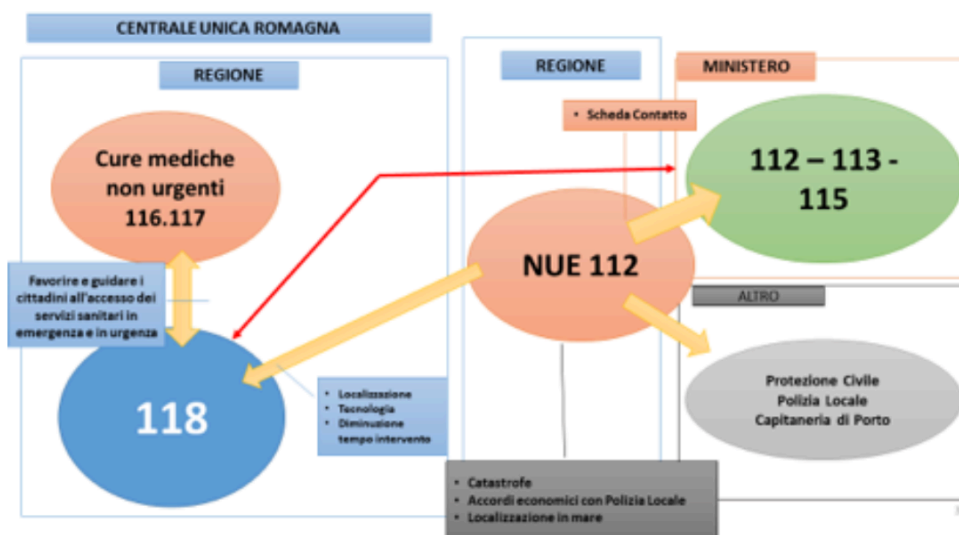 CENTRALE UNICA ROMAGNA
REGIONE
Cure mediche
non urgenti
116.117
Favorire e guidare i
cittadini all'accesso dei
servizi sanitari in
emergenza e in urgenza
118
• Localizzazione
• Tecnologia
• Diminuzione
tempo intervento
REGIONE
• Scheda Contatto
NUE 112
• Catastrofe
• Accordi economici con Polizia Locale
• Localizzazione in mare
MINISTERO
112 – 113 -
115
ALTRO
Protezione Civile
Polizia Locale
Capitaneria di Porto